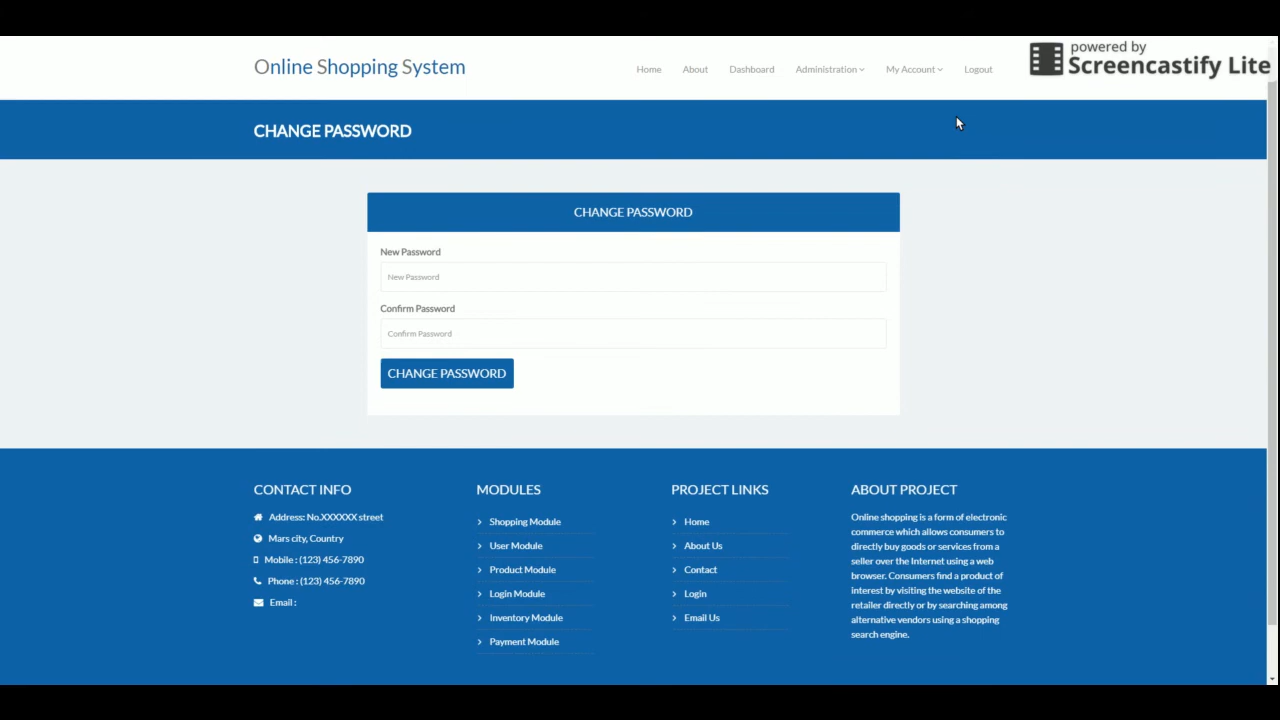 Online Shopping System
Home About Dashboard Administration My Account Logout
powered by
Screencastify Lite
CHANGE PASSWORD
CHANGE PASSWORD
New Password
New Password
Confirm Password
Confirm Password
CHANGE PASSWORD
CONTACT INFO
Address: No.XXXXXX street
Mars city, Country
Mobile : (123) 456-7890
Phone : (123) 456-7890
Email :
MODULES
Shopping Module
User Module
Product Module
Login Module
Inventory Module
Payment Module
PROJECT LINKS
Home
About Us
Contact
Login
Email Us
ABOUT PROJECT
Online shopping is a form of electronic
commerce which allows consumers to
directly buy goods or services from a
seller over the Internet using a web
browser. Consumers find a product of
interest by visiting the website of the
retailer directly or by searching among
alternative vendors using a shopping
search engine.